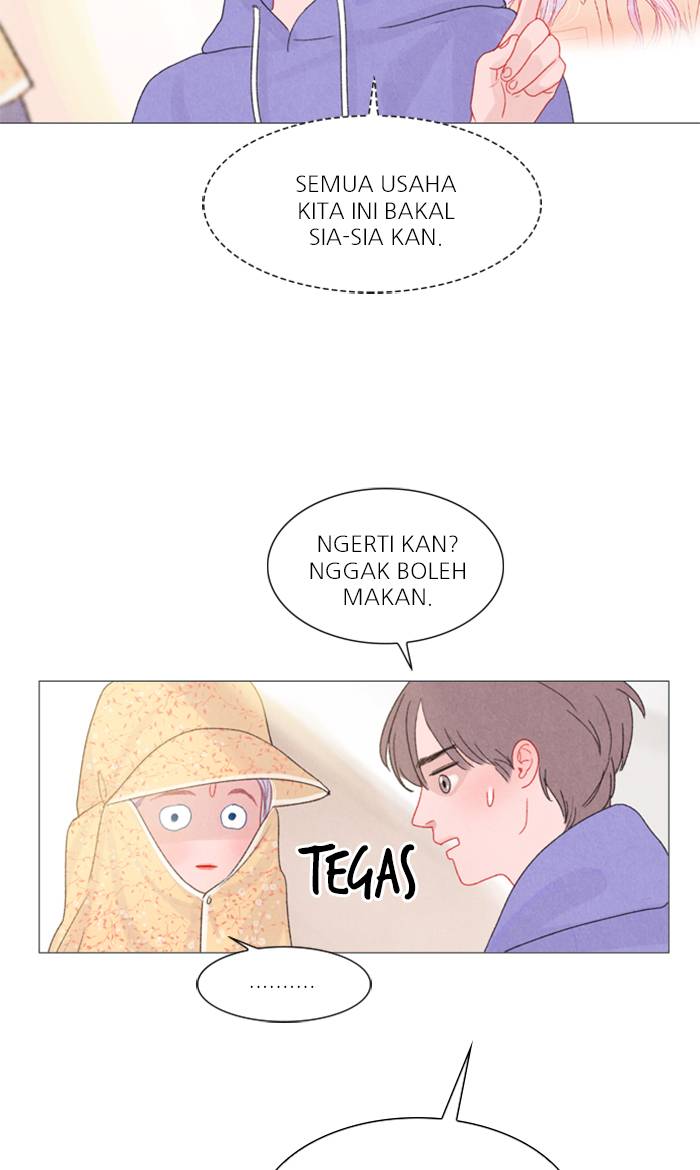 SEMUA USAHA
KITA INI BAKAL
SIA-SIA KAN.
NGERTI KAN?
NGGAK BOLEH
MAKAN.
TEGAS
..........